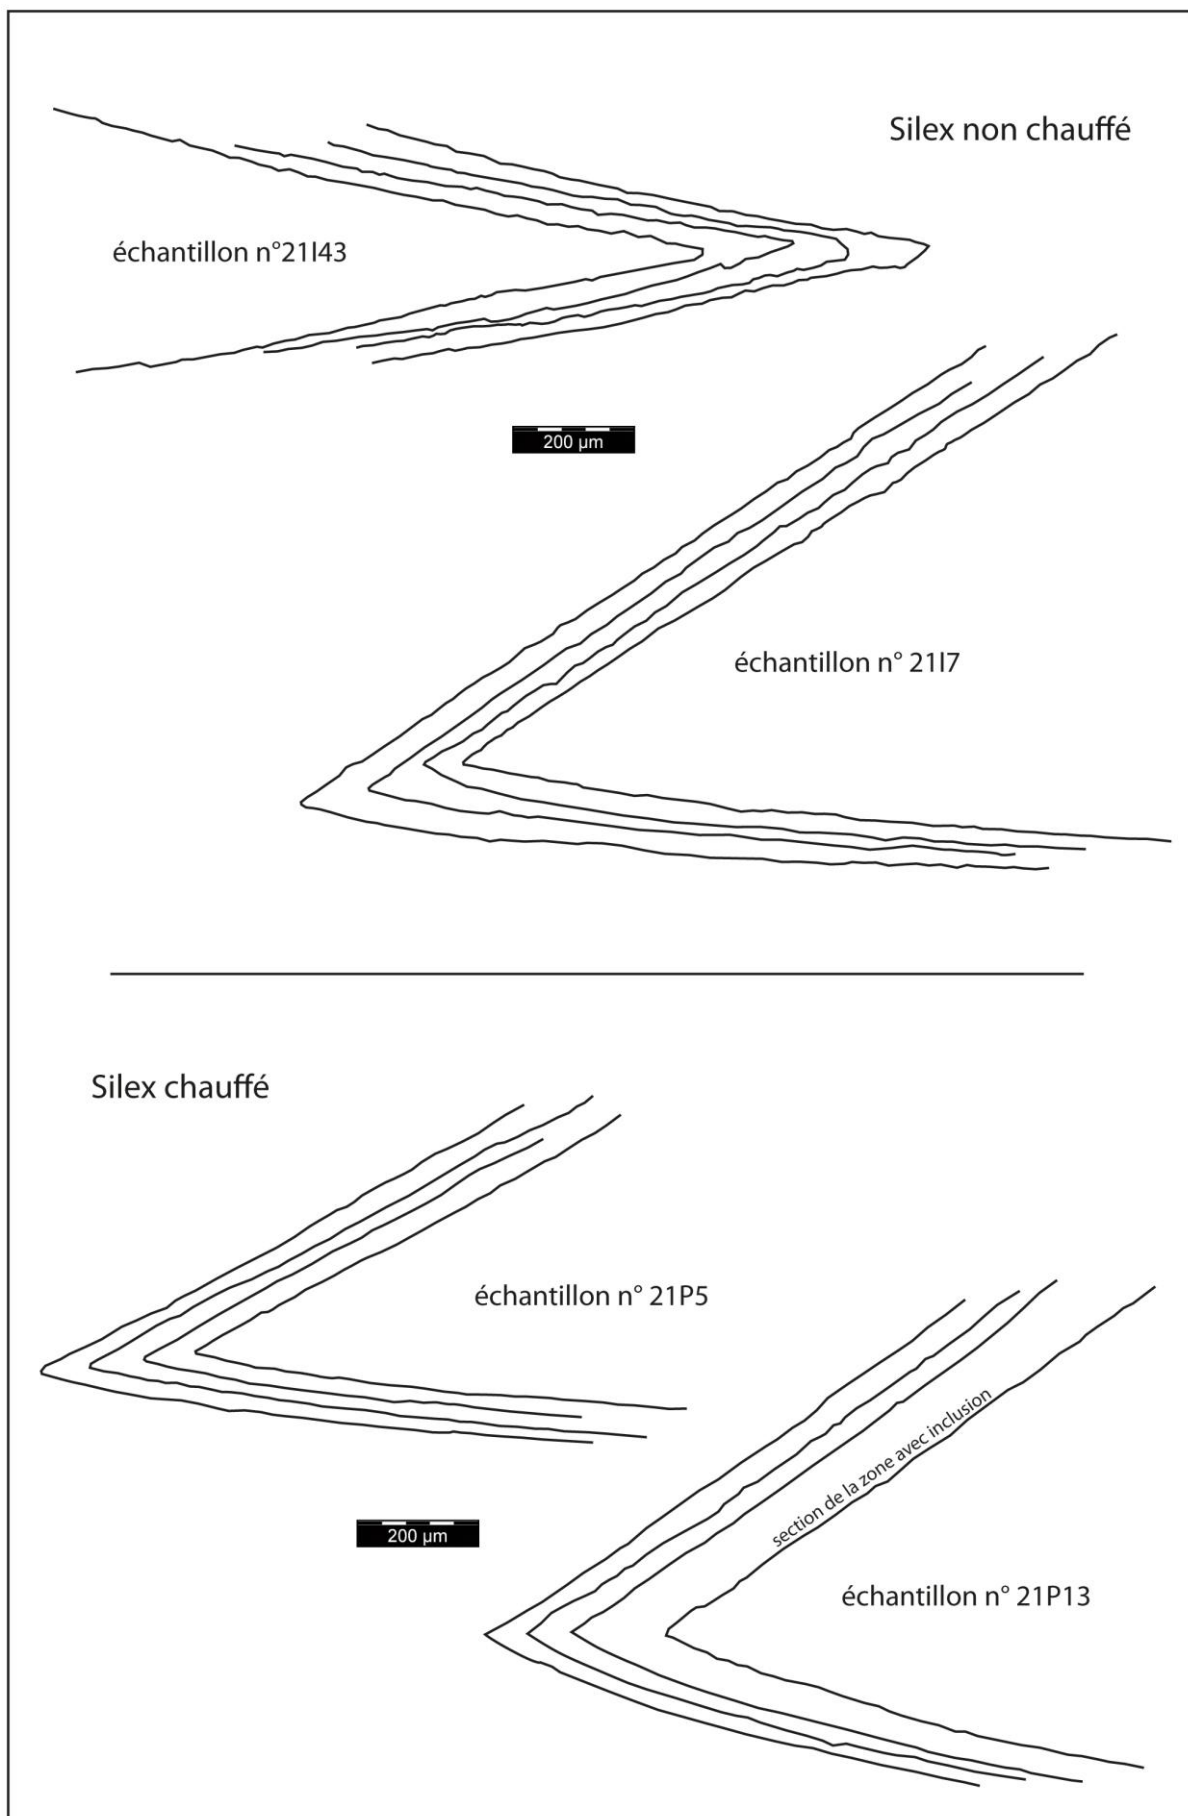 Silex non chauffé
échantillon n°21I43
200 µm
échantillon n° 21I7
Silex chauffé
échantillon n° 21P5
section de la zone avec inclusion
200 µm
échantillon n° 21P13